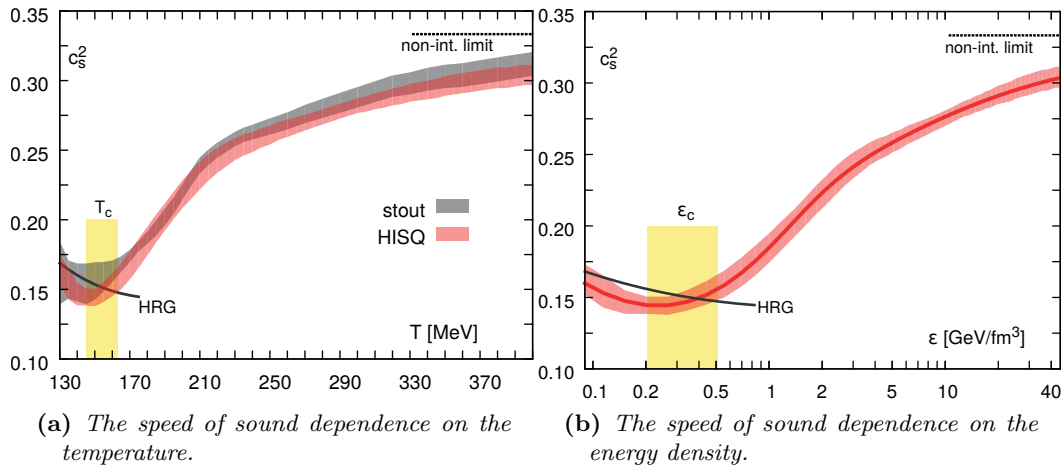 0.35
0.30
0.25
0.20
0.15
0.10
c_s^2
non-int. limit
T_c
stout
HISQ
HRG
T [MeV]
130 170 210 250 290 330 370
(a) The speed of sound dependence on the
temperature.
0.35
0.30
0.25
0.20
0.15
0.10
c_s^2
non-int. limit
ε_c
HRG
ε [GeV/fm³]
0.1 0.2 0.5 1 2 5 10 20 40
(b) The speed of sound dependence on the
energy density.